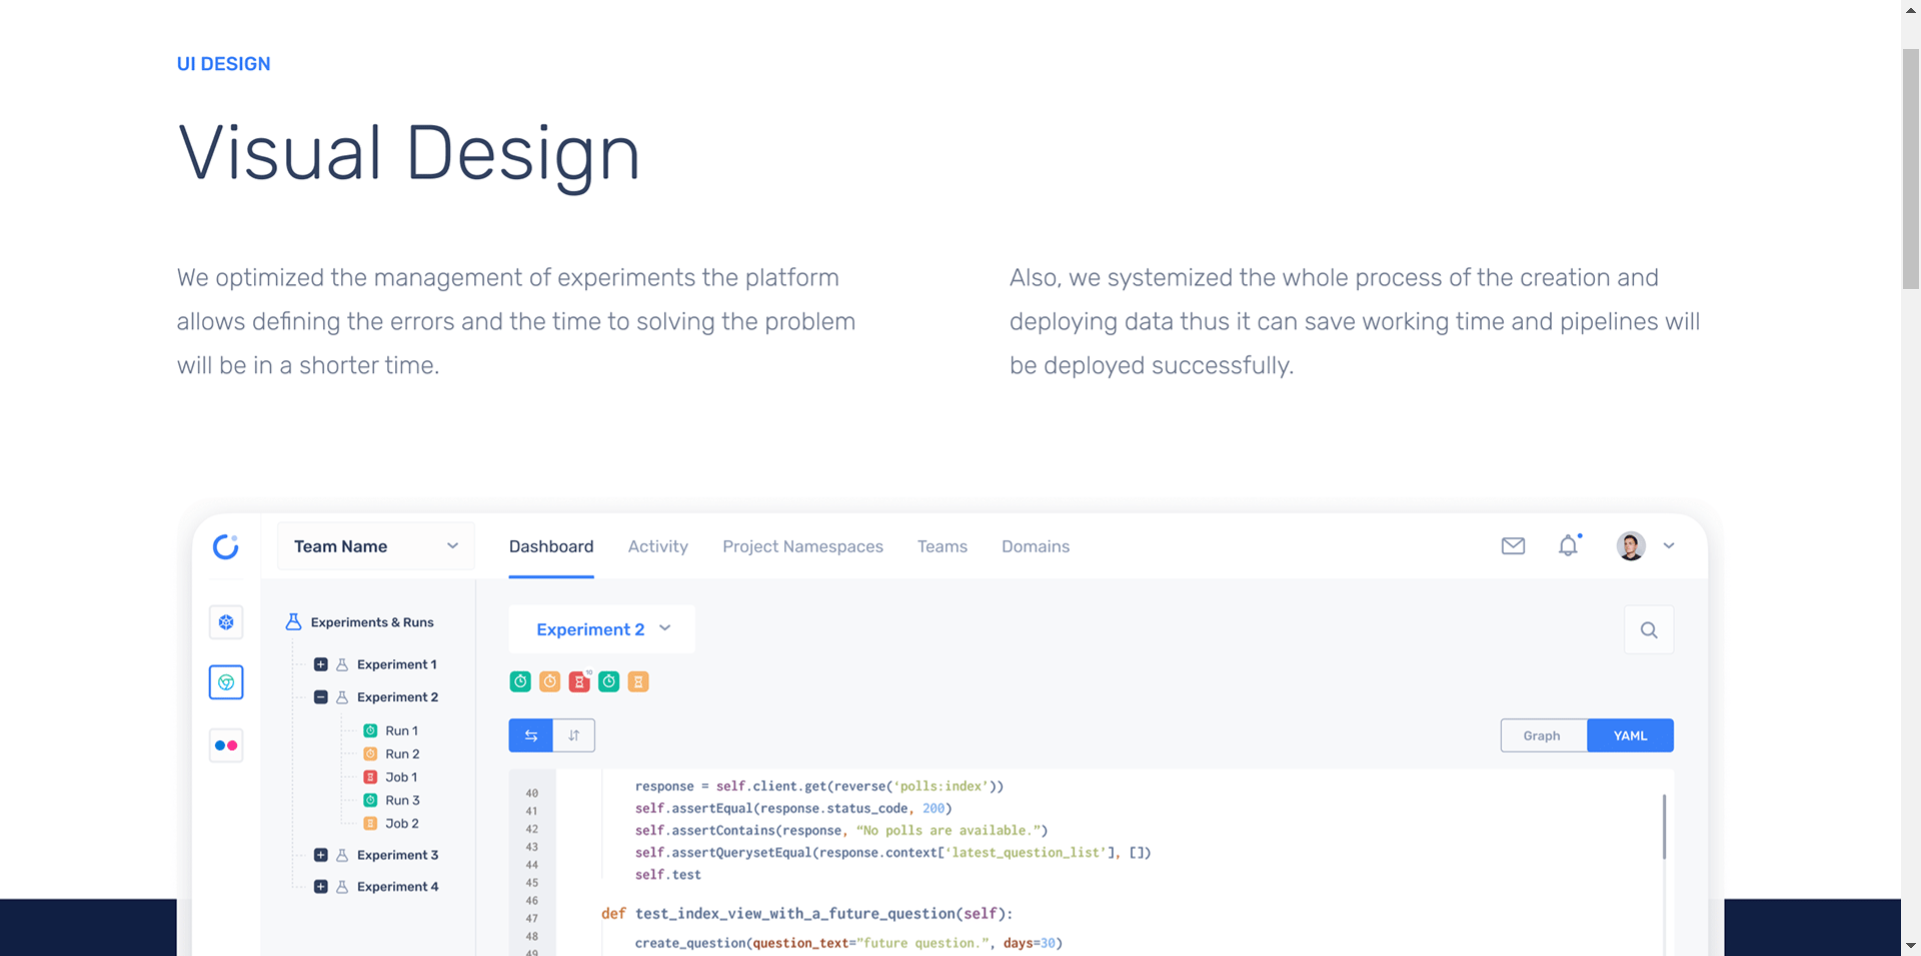 UI DESIGN
Visual Design
We optimized the management of experiments the platform
allows defining the errors and the time to solving the problem
will be in a shorter time.
Also, we systemized the whole process of the creation and
deploying data thus it can save working time and pipelines will
be deployed successfully.
Team Name
Dashboard Activity Project Namespaces Teams Domains
Experiments & Runs
Experiment 1
Experiment 2
Run 1
Run 2
Job 1
Run 3
Job 2
Experiment 3
Experiment 4
Experiment 2
Graph YAML
40
41
42
43
44
45
46
47
48
49
response = self.client.get(reverse(‘polls:index’))
self.assertEqual(response.status_code, 200)
self.assertContains(response, “No polls are available.”)
self.assertQuerysetEqual(response.context[‘latest_question_list’], [])
self.test
def test_index_view_with_a_future_question(self):
create_question(question_text=“future question.”, days=30)